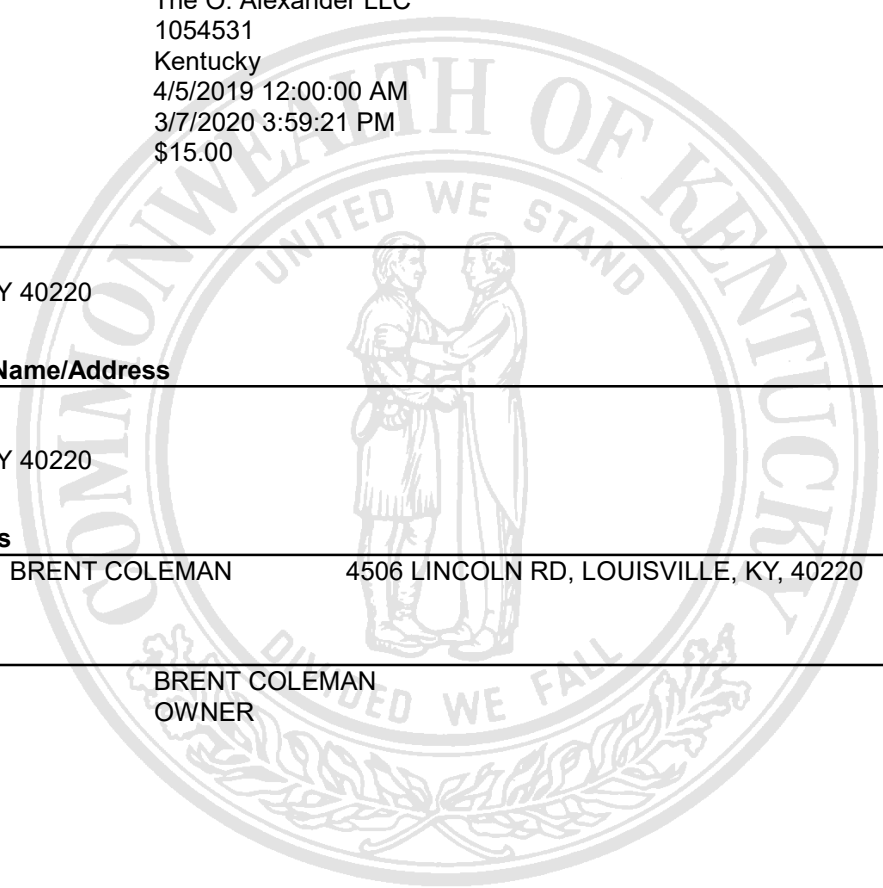 The O. Alexander LLC
1054531
Kentucky
4/5/2019 12:00:00 AM
3/7/2020 3:59:21 PM
$15.00
COMMONWEALTH OF KENTUCKY
UNITED WE STAND
Y 40220
Name/Address
Y 40220
s
BRENT COLEMAN 4506 LINCOLN RD, LOUISVILLE, KY, 40220
DIVIDED WE FALL
BRENT COLEMAN
OWNER